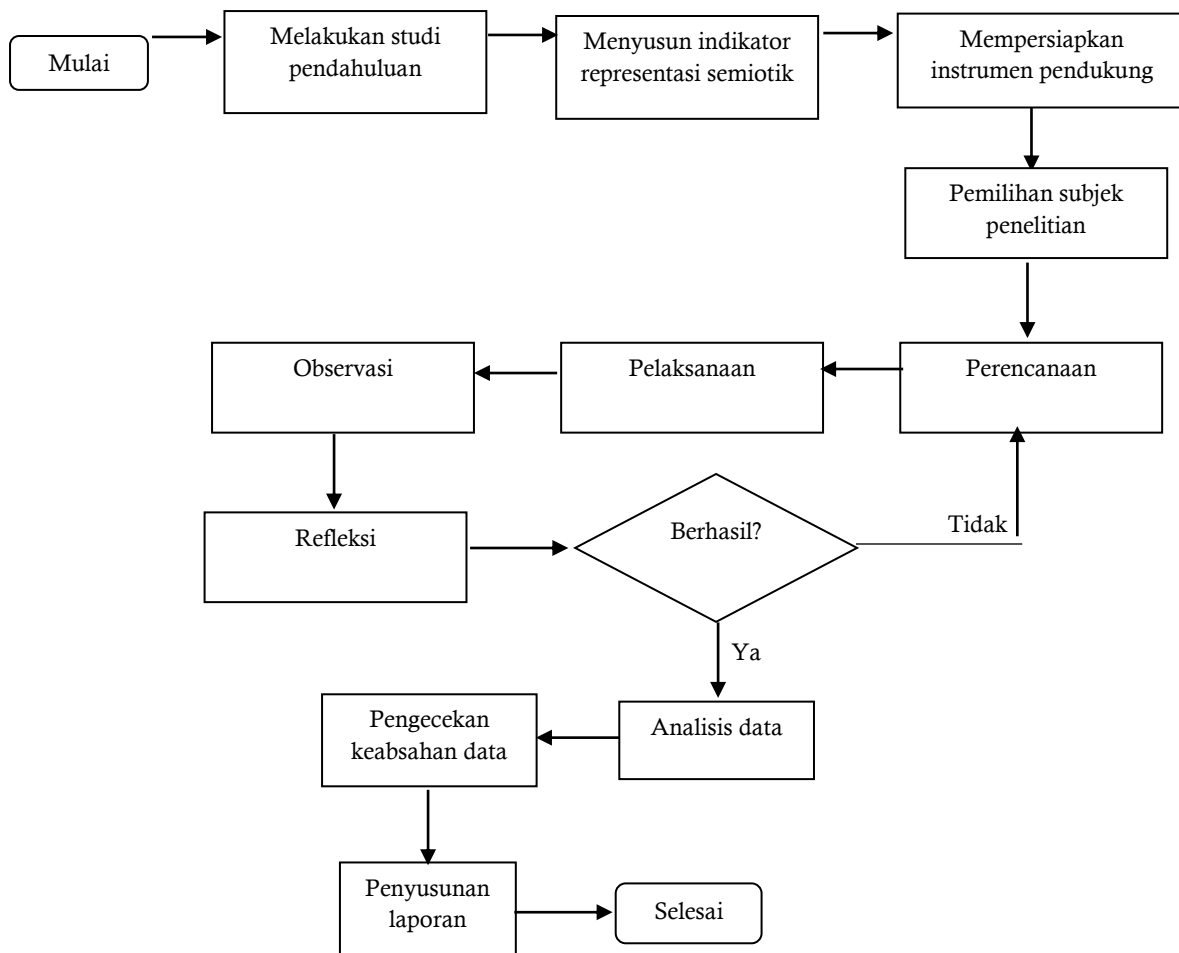 Mulai
Melakukan studi
pendahuluan
Menyusun indikator
representasi semiotik
Mempersiapkan
instrumen pendukung
Pemilihan subjek
penelitian
Perencanaan
Pelaksanaan
Observasi
Refleksi
Berhasil?
Tidak
Ya
Analisis data
Pengecekan
keabsahan data
Penyusunan
laporan
Selesai